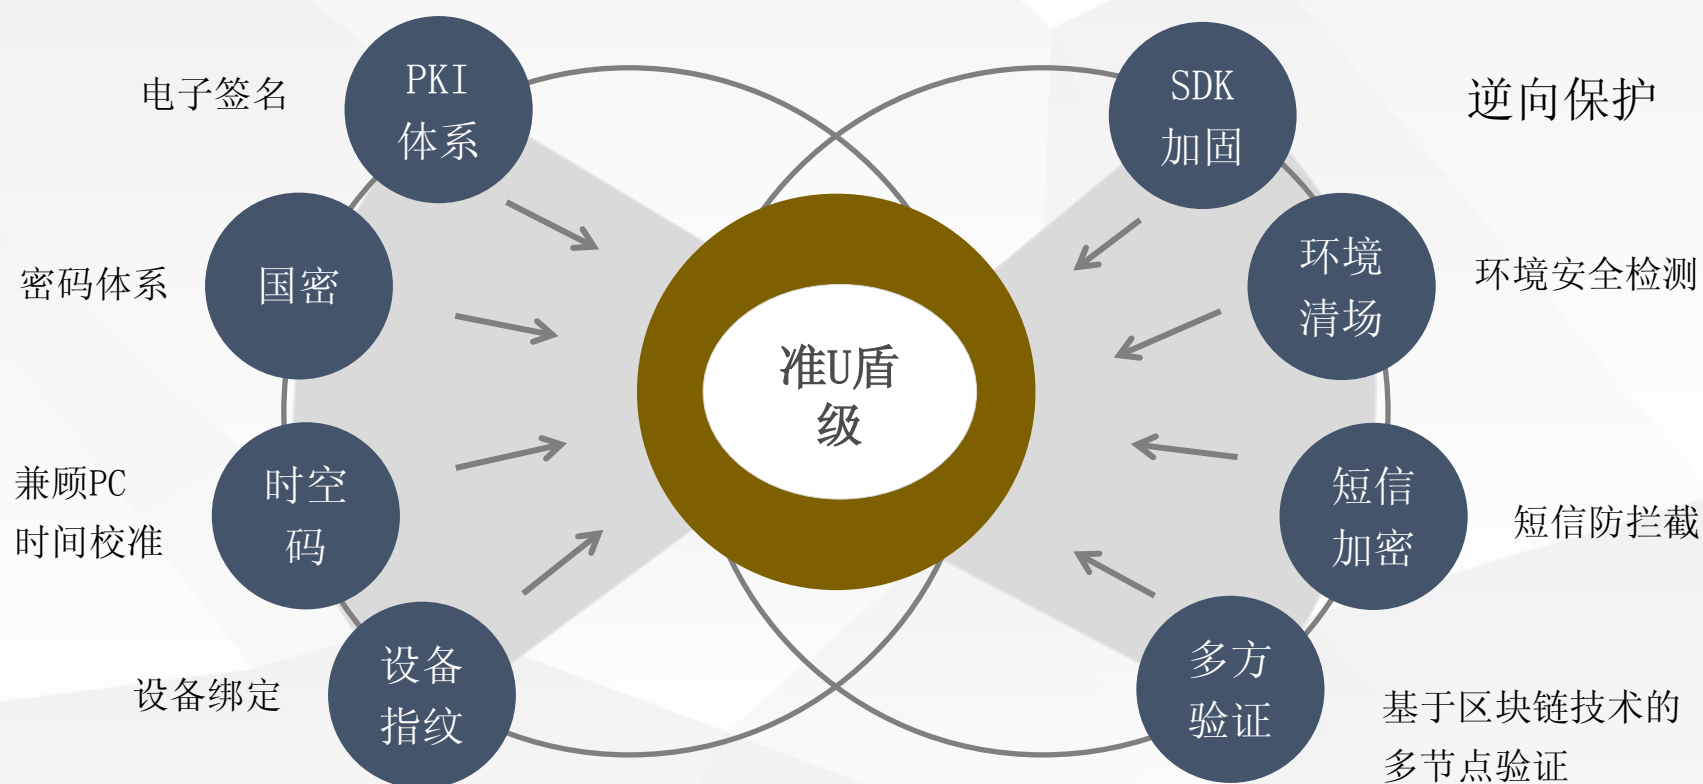 电子签名
PKI
体系
密码体系
国密
兼顾PC
时间校准
时空
码
设备绑定
设备
指纹
准U盾
级
SDK
加固
逆向保护
环境
清场
环境安全检测
短信
加密
短信防拦截
多方
验证
基于区块链技术的
多节点验证